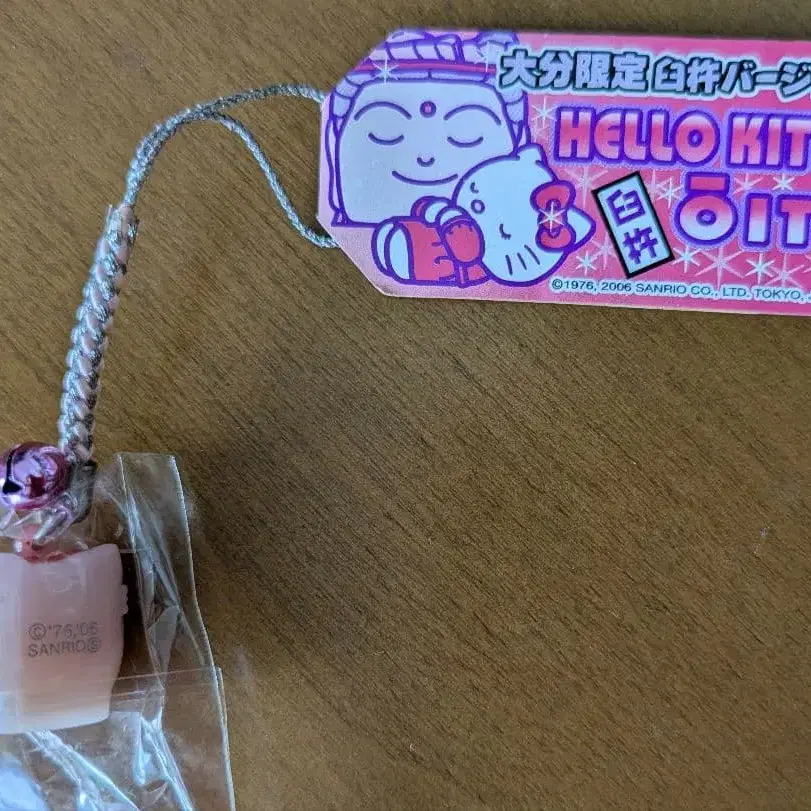 大分限定 臼杵バージ
HELLO KIT
ŌIT
臼杵
©1976, 2006 SANRIO CO., LTD. TOKYO,
©'76,'06
SANRIO Ⓢ